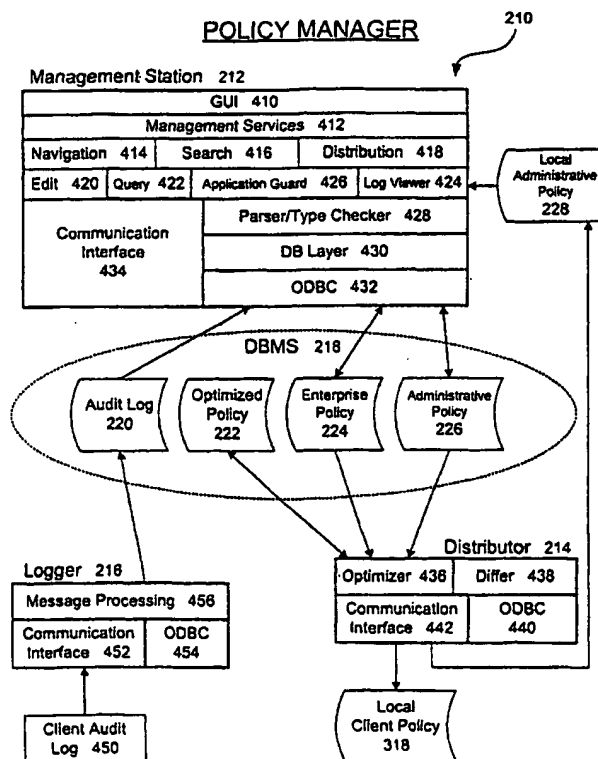 POLICY MANAGER
210
Management Station 212
GUI 410
Management Services 412
Navigation 414 Search 416 Distribution 418
Edit 420 Query 422 Application Guard 426 Log Viewer 424
Local
Administrative
Policy
228
Communication
Interface
434
Parser/Type Checker 428
DB Layer 430
ODBC 432
DBMS 218
Audit Log
220
Optimized
Policy
222
Enterprise
Policy
224
Administrative
Policy
226
Logger 216
Message Processing 456
Communication
Interface 452
ODBC
454
Client Audit
Log 450
Distributor 214
Optimizer 436 Differ 438
Communication
Interface 442
ODBC
440
Local
Client Policy
318